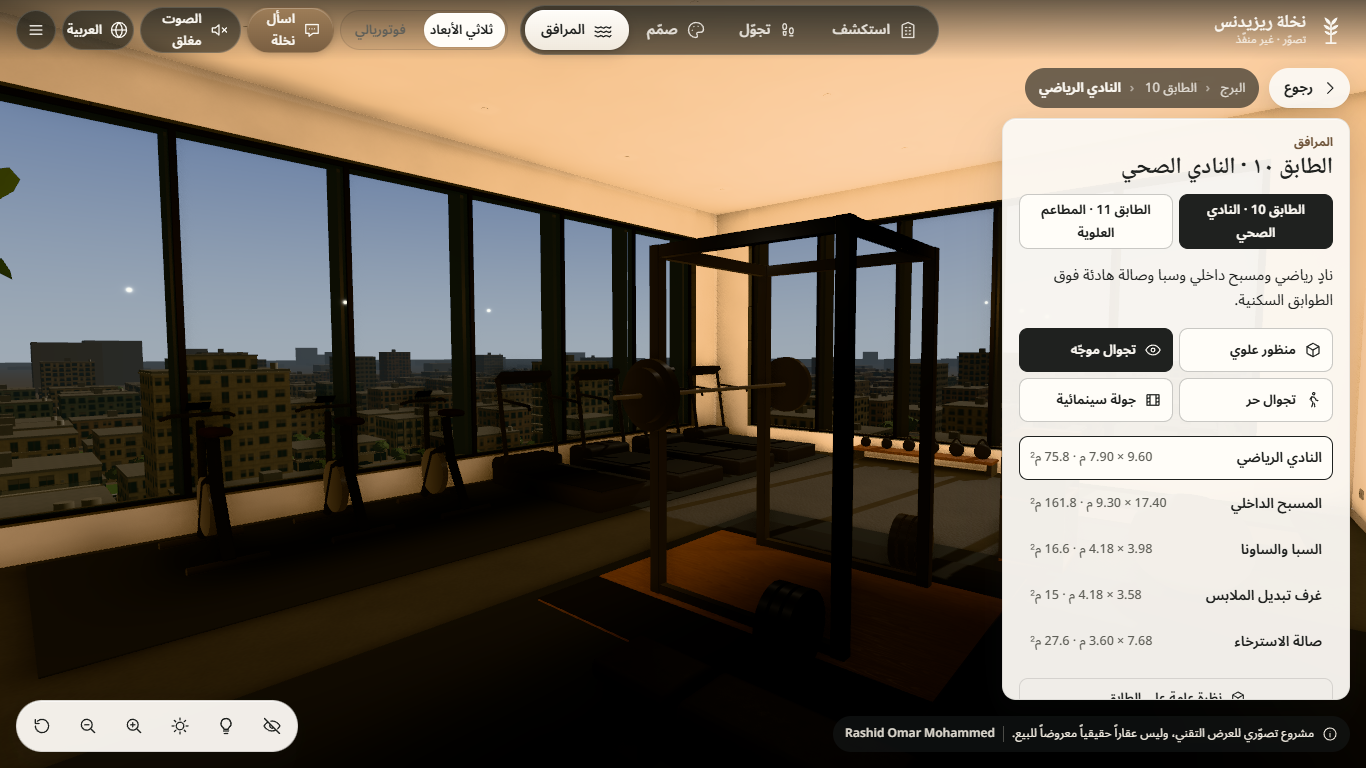 نخلة ريزيدنس
تصوّر · غير منفّذ
استكشف
تجوّل
صمّم
المرافق
ثلاثي الأبعاد
فوتوريالي
اسأل
نخلة
الصوت
مغلق
العربية
رجوع
البرج › الطابق 10 › النادي الرياضي
المرافق
الطابق ١٠ · النادي الصحي
الطابق 10 · النادي
الصحي
الطابق 11 · المطاعم
العلوية
نادٍ رياضي ومسبح داخلي وسبا وصالة هادئة فوق
الطوابق السكنية.
منظور علوي
تجوال موجّه
تجوال حر
جولة سينمائية
النادي الرياضي 9.60 × 7.90 م · 75.8 م²
المسبح الداخلي 17.40 × 9.30 م · 161.8 م²
السبا والساونا 3.98 × 4.18 م · 16.6 م²
غرف تبديل الملابس 3.58 × 4.18 م · 15 م²
صالة الاسترخاء 7.68 × 3.60 م · 27.6 م²
نظرة عامة على الطابق
مشروع تصوّري للعرض التقني، وليس عقاراً حقيقياً معروضاً للبيع.
Rashid Omar Mohammed